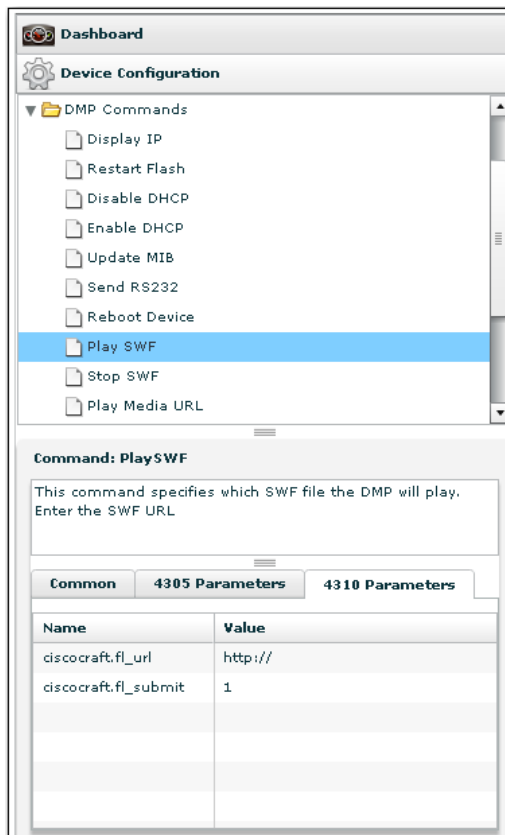 Dashboard
Device Configuration
DMP Commands
Display IP
Restart Flash
Disable DHCP
Enable DHCP
Update MIB
Send RS232
Reboot Device
Play SWF
Stop SWF
Play Media URL
Command: PlaySWF
This command specifies which SWF file the DMP will play.
Enter the SWF URL
Common 4305 Parameters 4310 Parameters
Name Value
ciscocraft.fl_url http://
ciscocraft.fl_submit 1